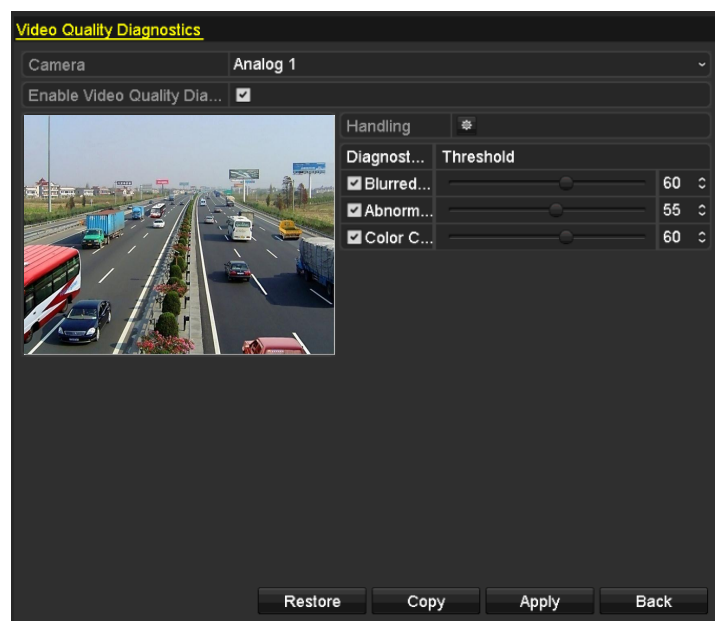 Video Quality Diagnostics
Camera Analog 1
Enable Video Quality Dia...
Handling
Diagnost... Threshold
Blurred... 60
Abnorm... 55
Color C... 60
Restore Copy Apply Back